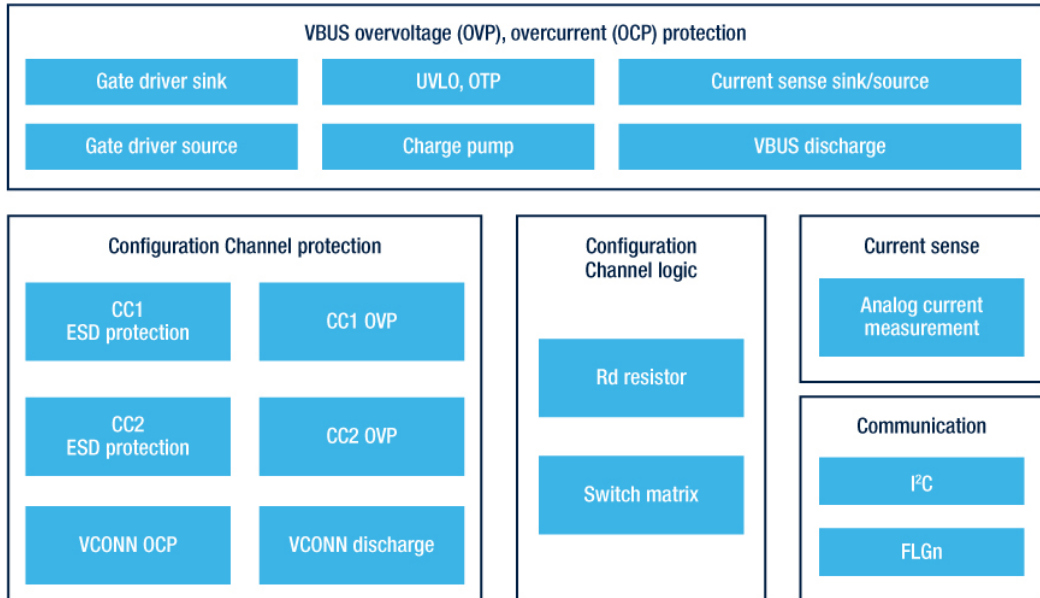 VBUS overvoltage (OVP), overcurrent (OCP) protection
Gate driver sink
UVLO, OTP
Current sense sink/source
Gate driver source
Charge pump
VBUS discharge
Configuration Channel protection
CC1
ESD protection
CC1 OVP
CC2
ESD protection
CC2 OVP
VCONN OCP
VCONN discharge
Configuration
Channel logic
Rd resistor
Switch matrix
Current sense
Analog current
measurement
Communication
I²C
FLGn